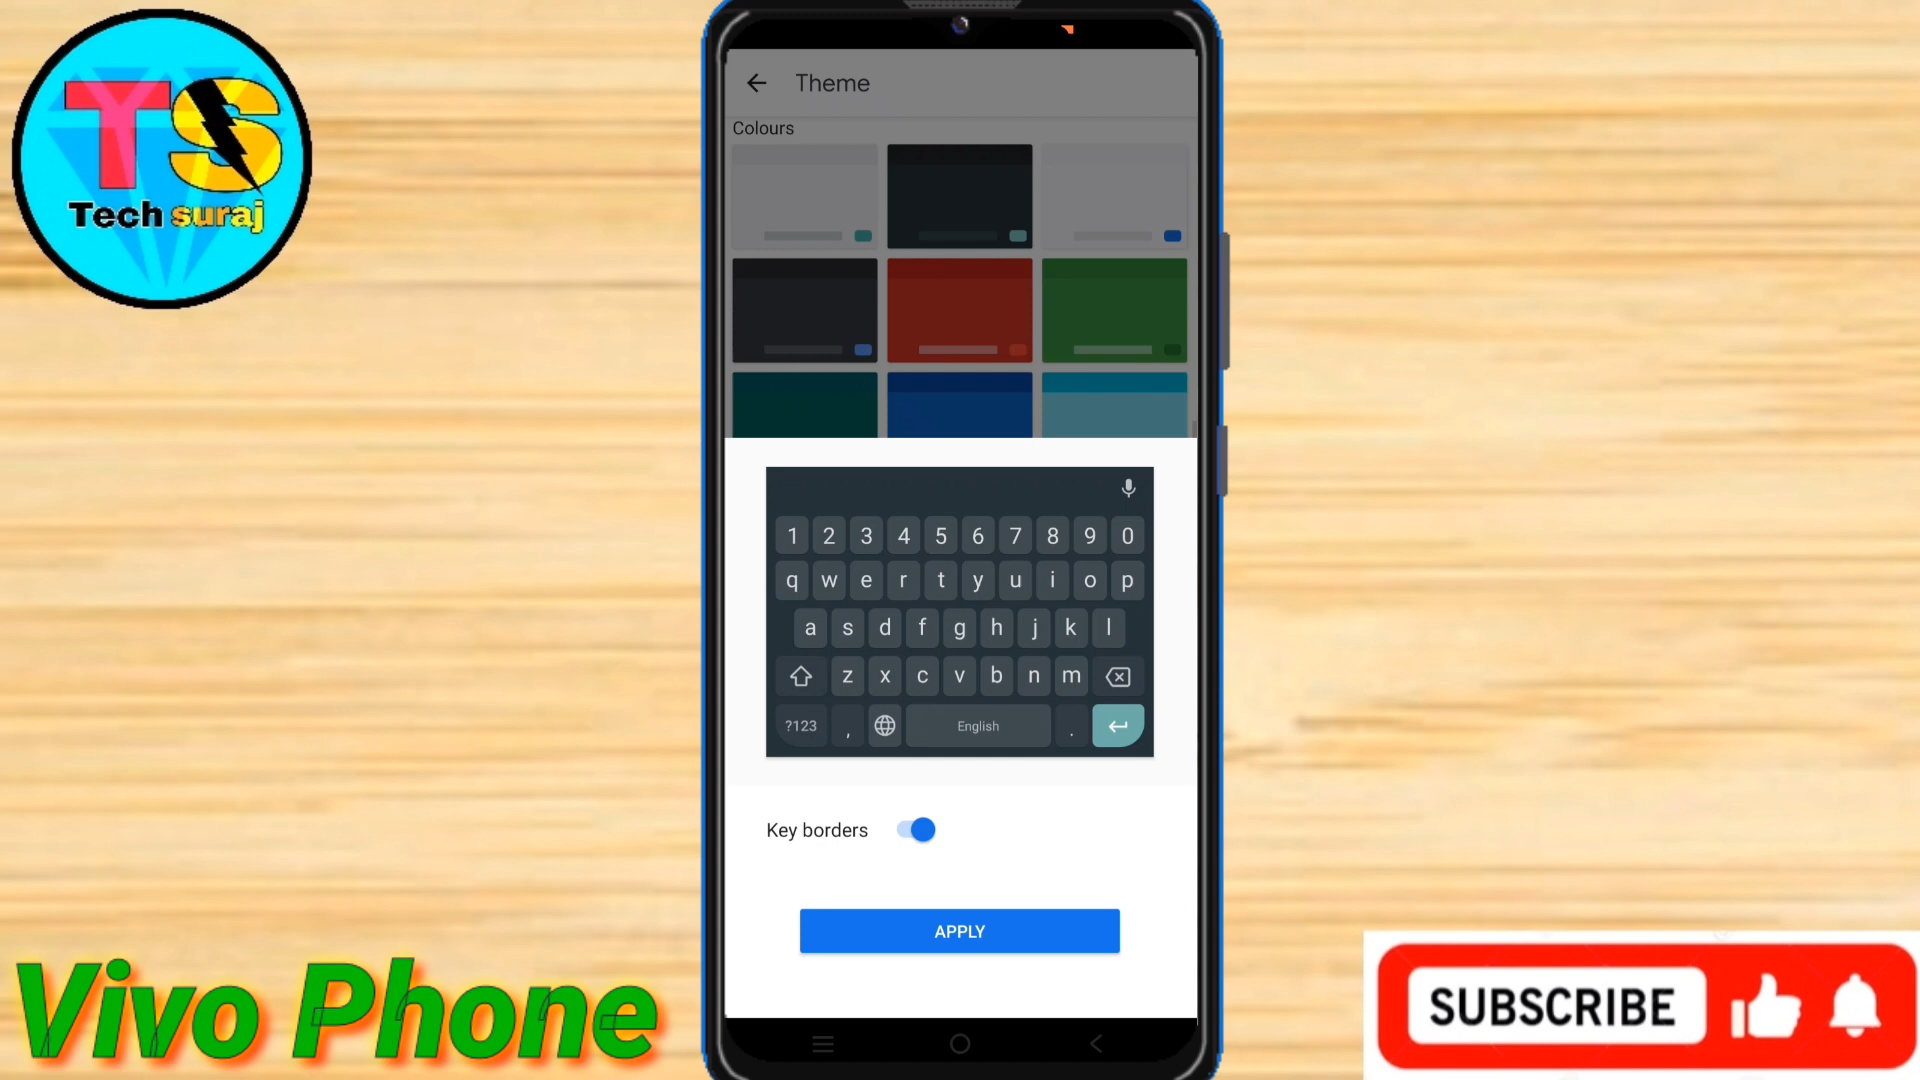 TS
Tech suraj
Theme
Colours
1 2 3 4 5 6 7 8 9 0
q w e r t y u i o p
a s d f g h j k l
z x c v b n m
?123 , English .
Key borders
APPLY
Vivo Phone
SUBSCRIBE